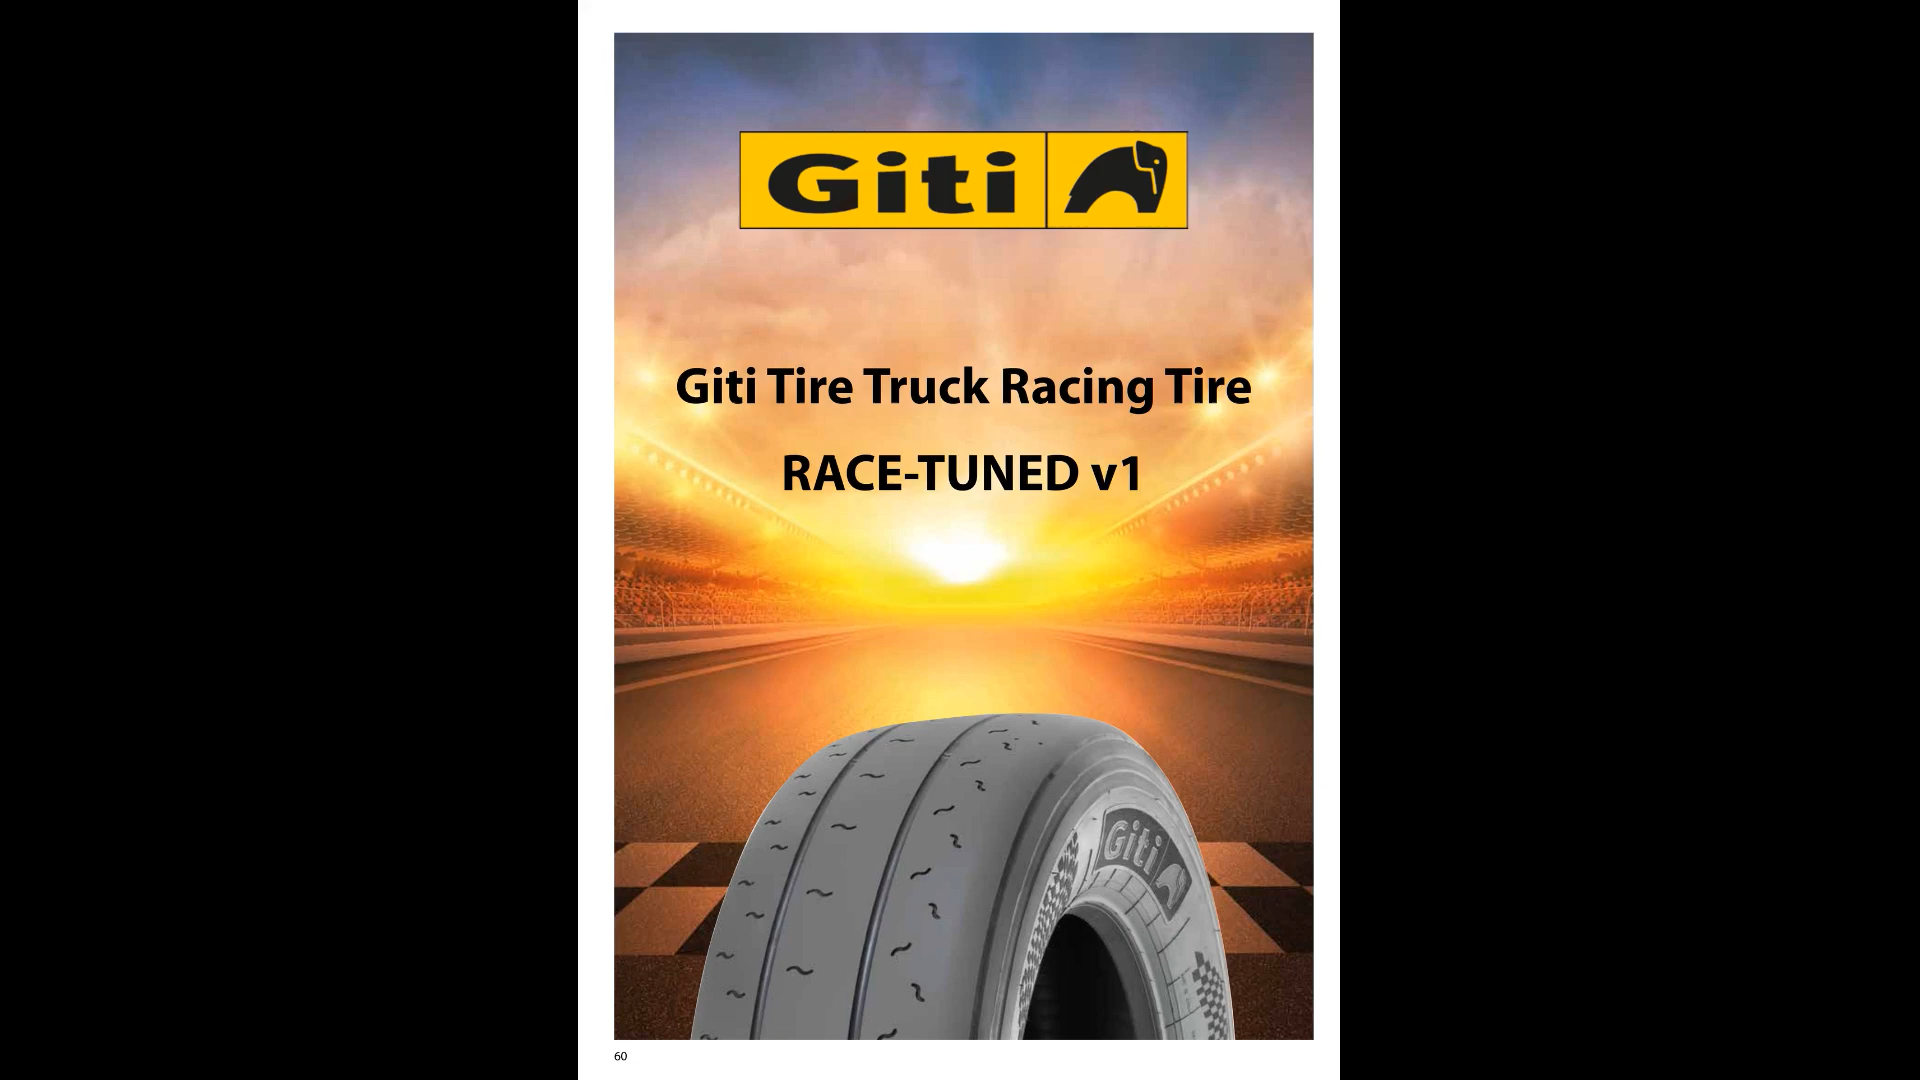 Giti
Giti Tire Truck Racing Tire
RACE-TUNED v1
Giti
60